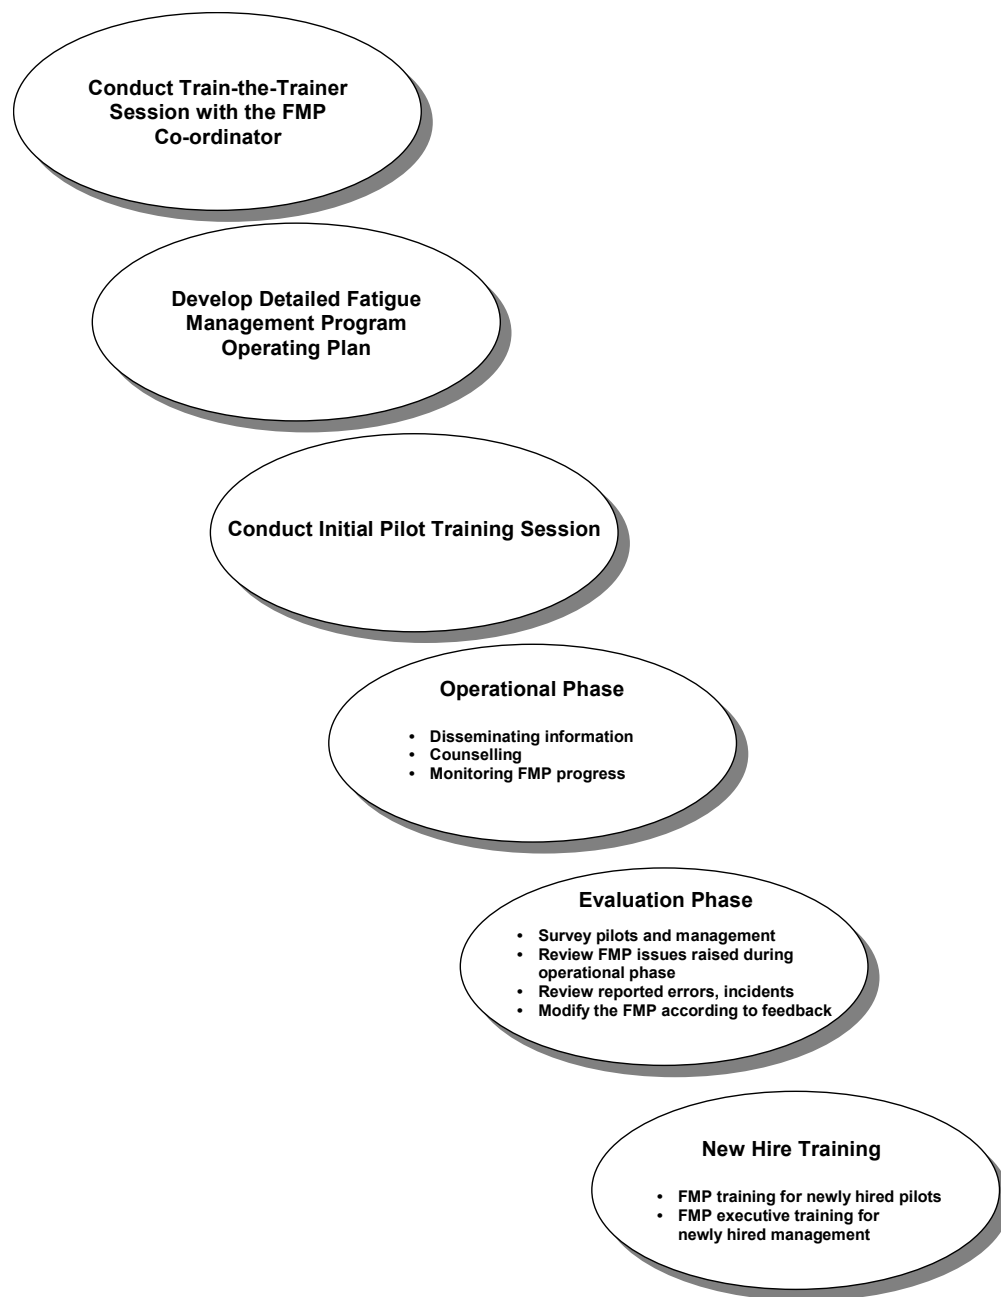 Conduct Train-the-Trainer
Session with the FMP
Co-ordinator
Develop Detailed Fatigue
Management Program
Operating Plan
Conduct Initial Pilot Training Session
Operational Phase
• Disseminating information
• Counselling
• Monitoring FMP progress
Evaluation Phase
• Survey pilots and management
• Review FMP issues raised during
operational phase
• Review reported errors, incidents
• Modify the FMP according to feedback
New Hire Training
• FMP training for newly hired pilots
• FMP executive training for
newly hired management